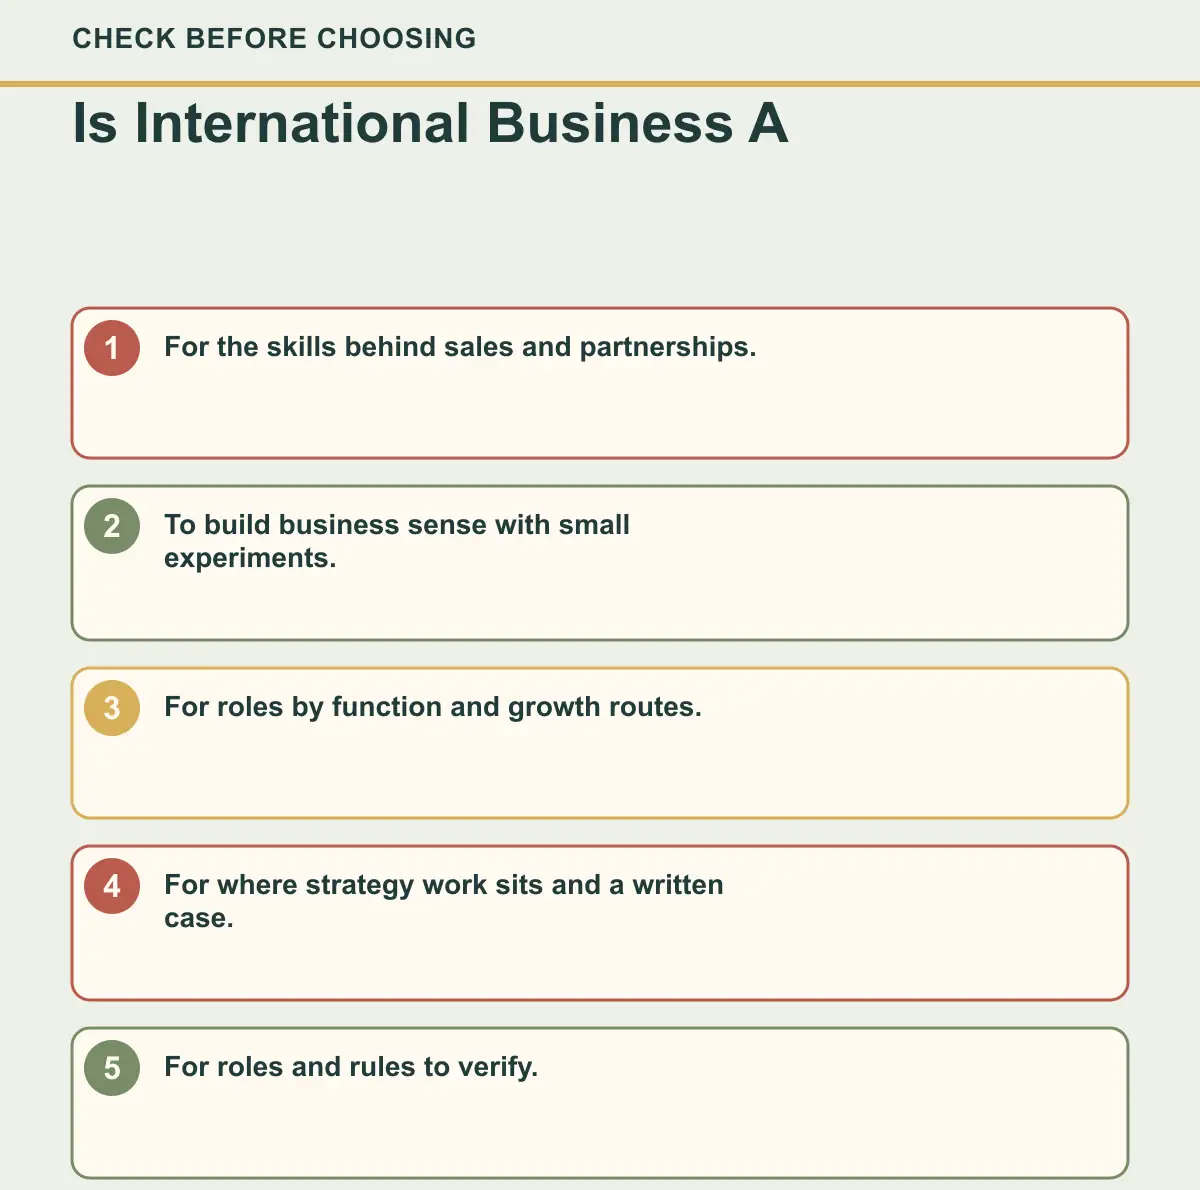 CHECK BEFORE CHOOSING
Is International Business A
1 For the skills behind sales and partnerships.
2 To build business sense with small
experiments.
3 For roles by function and growth routes.
4 For where strategy work sits and a written
case.
5 For roles and rules to verify.